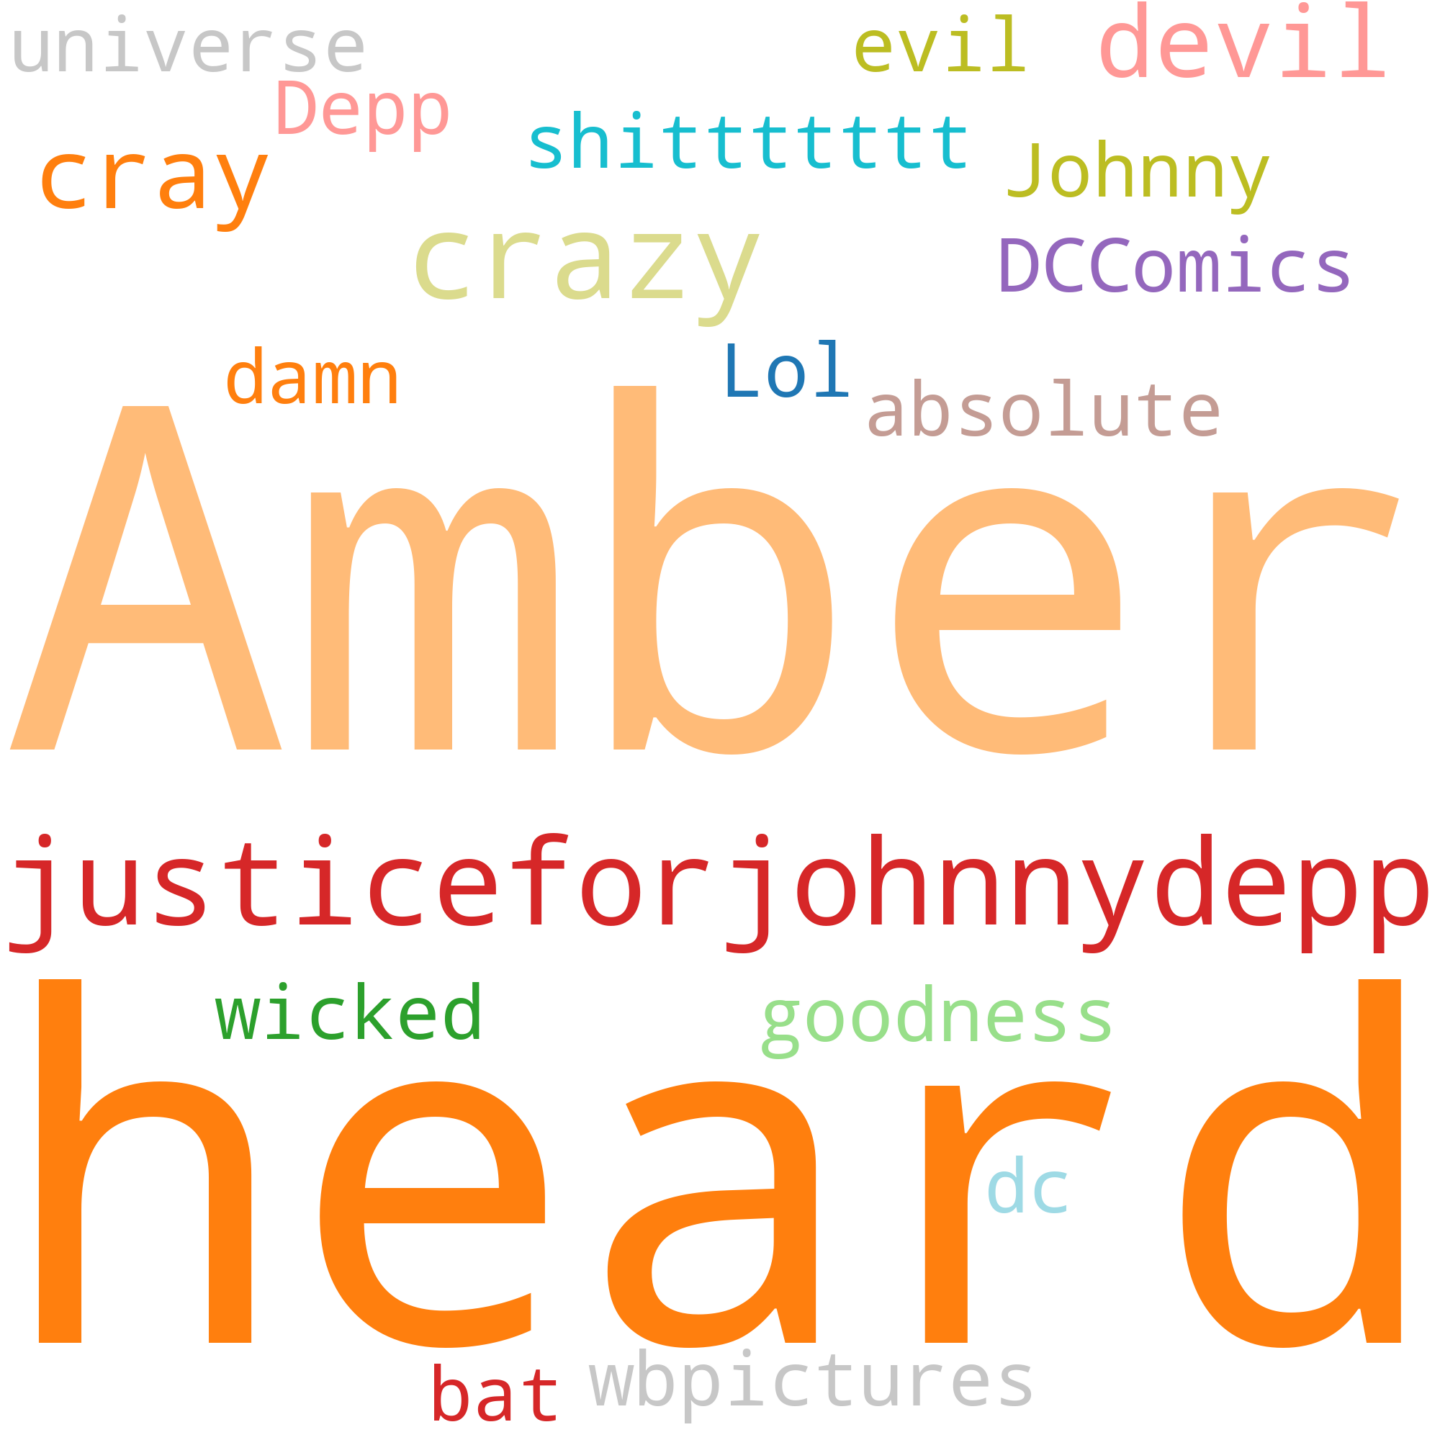 universe
evil
devil
Depp
shittttttt
Johnny
cray
crazy
DCComics
damn
Lol
absolute
Amber
justiceforjohnnydepp
wicked
goodness
heard
dc
bat
wbpictures